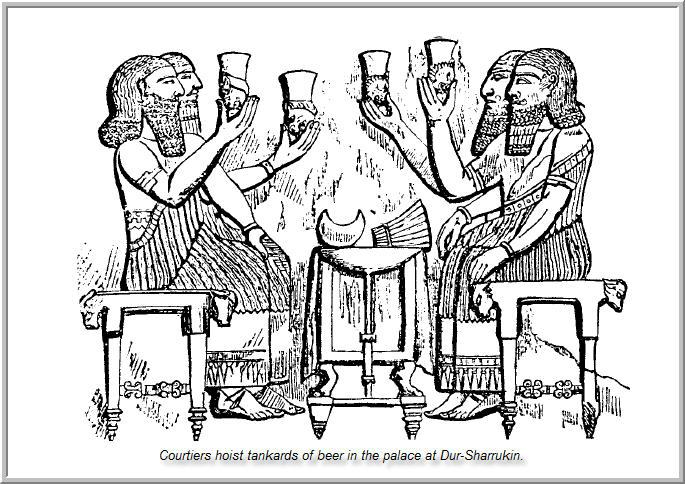 Courtiers hoist tankards of beer in the palace at Dur-Sharrukin.